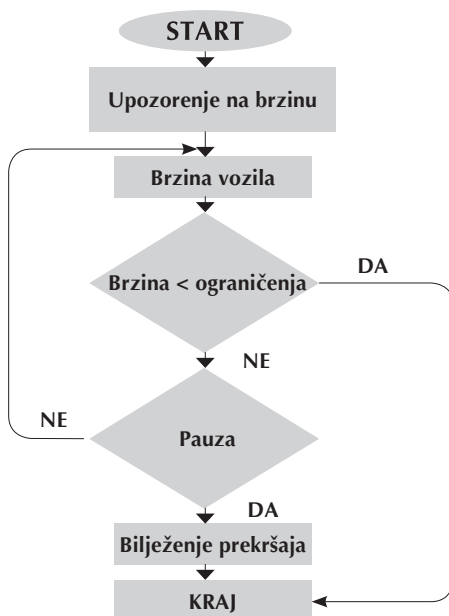 START
Upozorenje na brzinu
Brzina vozila
Brzina < ograničenja
DA
NE
NE
Pauza
DA
Bilježenje prekršaja
KRAJ